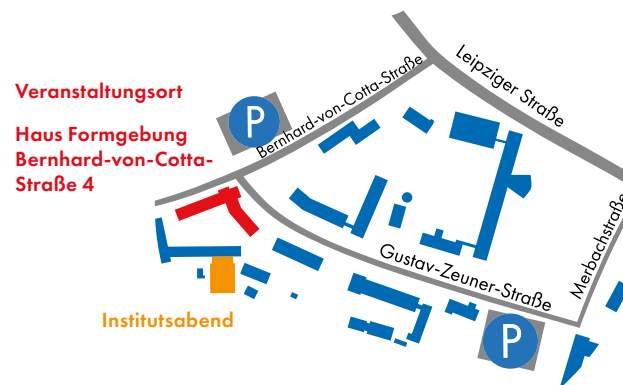 Veranstaltungsort
Haus Formgebung
Bernhard-von-Cotta-
Straße 4
P
Bernhard-von-Cotta-Straße
Leipziger Straße
Merbachstraße
Gustav-Zeuner-Straße
Institutsabend
P